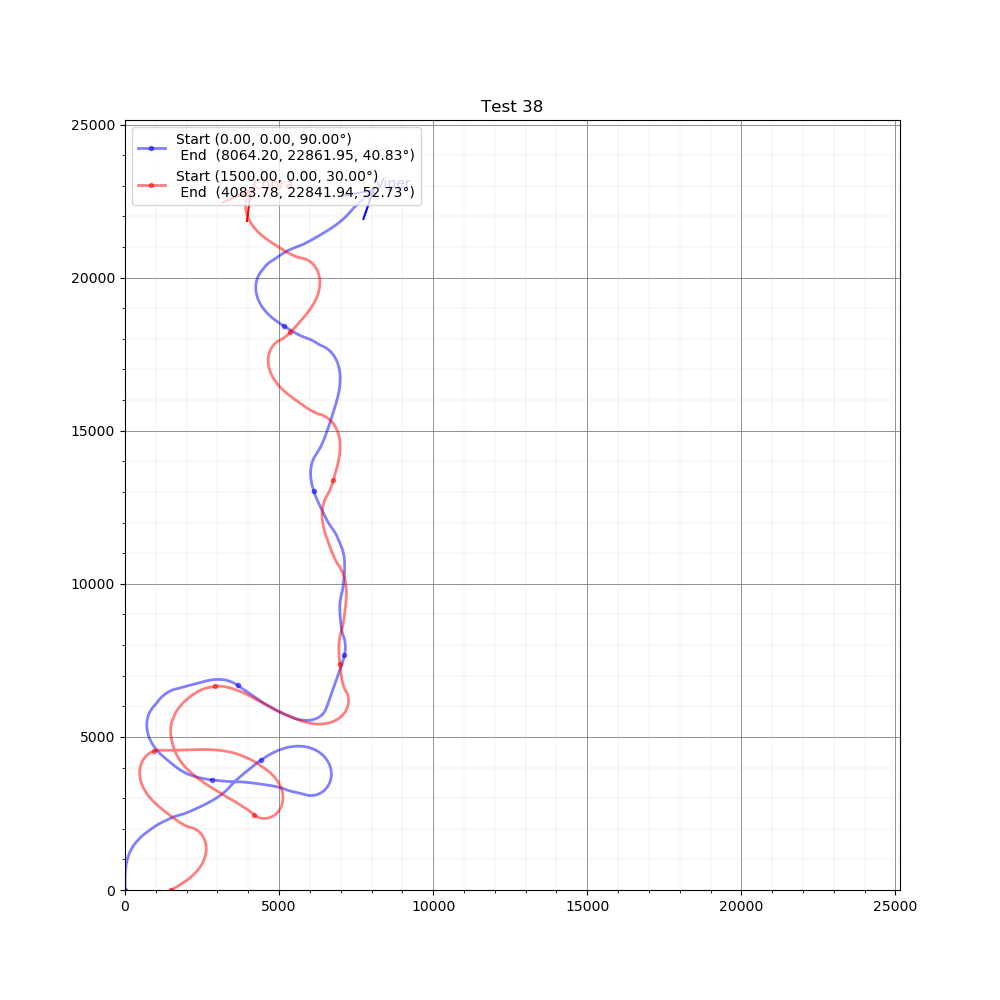 Test 38
Start (0.00, 0.00, 90.00°)
End (8064.20, 22861.95, 40.83°)
Start (1500.00, 0.00, 30.00°)
End (4083.78, 22841.94, 52.73°)
Viper
25000
20000
15000
10000
5000
0
0 5000 10000 15000 20000 25000